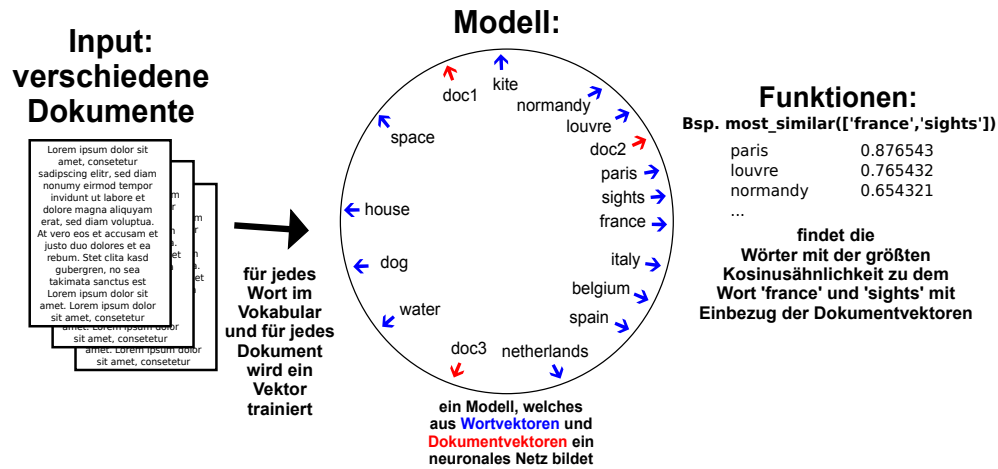 Input:
verschiedene
Dokumente
Lorem ipsum dolor sit
amet, consetetur
sadipscing elitr, sed diam
nonumy eirmod tempor
invidunt ut labore et
dolore magna aliquyam
erat, sed diam voluptua.
At vero eos et accusam et
justo duo dolores et ea
rebum. Stet clita kasd
gubergren, no sea
takimata sanctus est
Lorem ipsum dolor sit
amet. Lorem ipsum dolor
sit amet, consetetur
amet. Lorem ipsum dolor
sit amet, consetetur
amet. Lorem ipsum dolor
sit amet, consetetur
für jedes
Wort im
Vokabular
und für jedes
Dokument
wird ein
Vektor
trainiert
Modell:
kite
doc1
normandy
louvre
space
doc2
paris
sights
house
france
italy
dog
belgium
water
spain
doc3
netherlands
ein Modell, welches
aus Wortvektoren und
Dokumentvektoren ein
neuronales Netz bildet
Funktionen:
Bsp. most_similar(['france','sights'])
paris 0.876543
louvre 0.765432
normandy 0.654321
...
findet die
Wörter mit der größten
Kosinusähnlichkeit zu dem
Wort 'france' und 'sights' mit
Einbezug der Dokumentvektoren